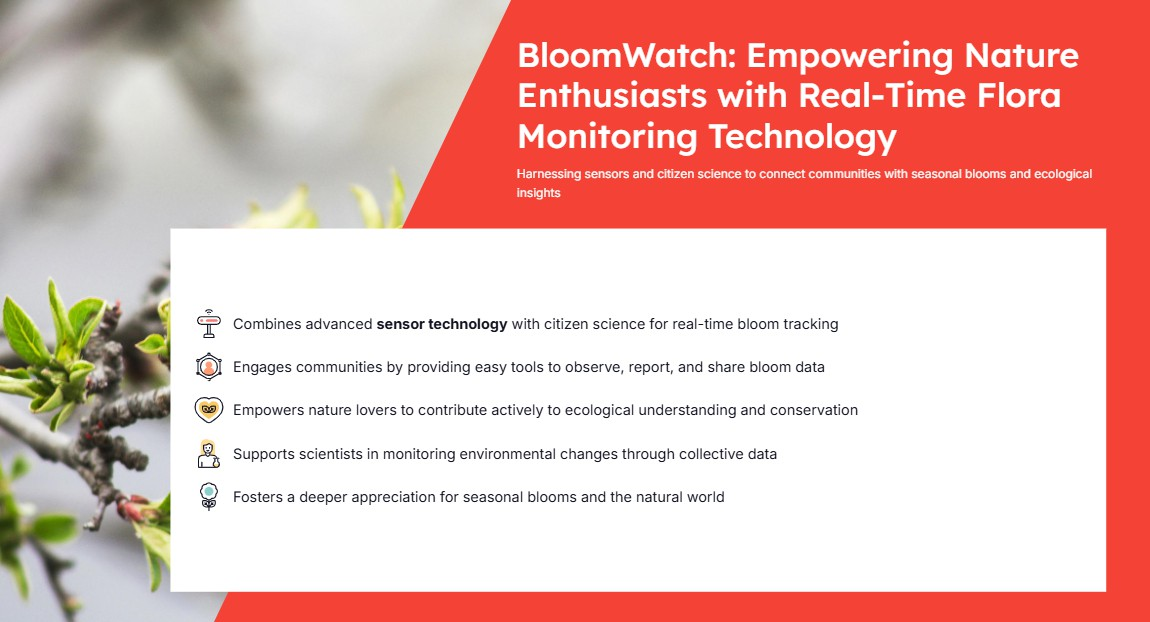 BloomWatch: Empowering Nature
Enthusiasts with Real-Time Flora
Monitoring Technology
Harnessing sensors and citizen science to connect communities with seasonal blooms and ecological
insights
Combines advanced sensor technology with citizen science for real-time bloom tracking
Engages communities by providing easy tools to observe, report, and share bloom data
Empowers nature lovers to contribute actively to ecological understanding and conservation
Supports scientists in monitoring environmental changes through collective data
Fosters a deeper appreciation for seasonal blooms and the natural world